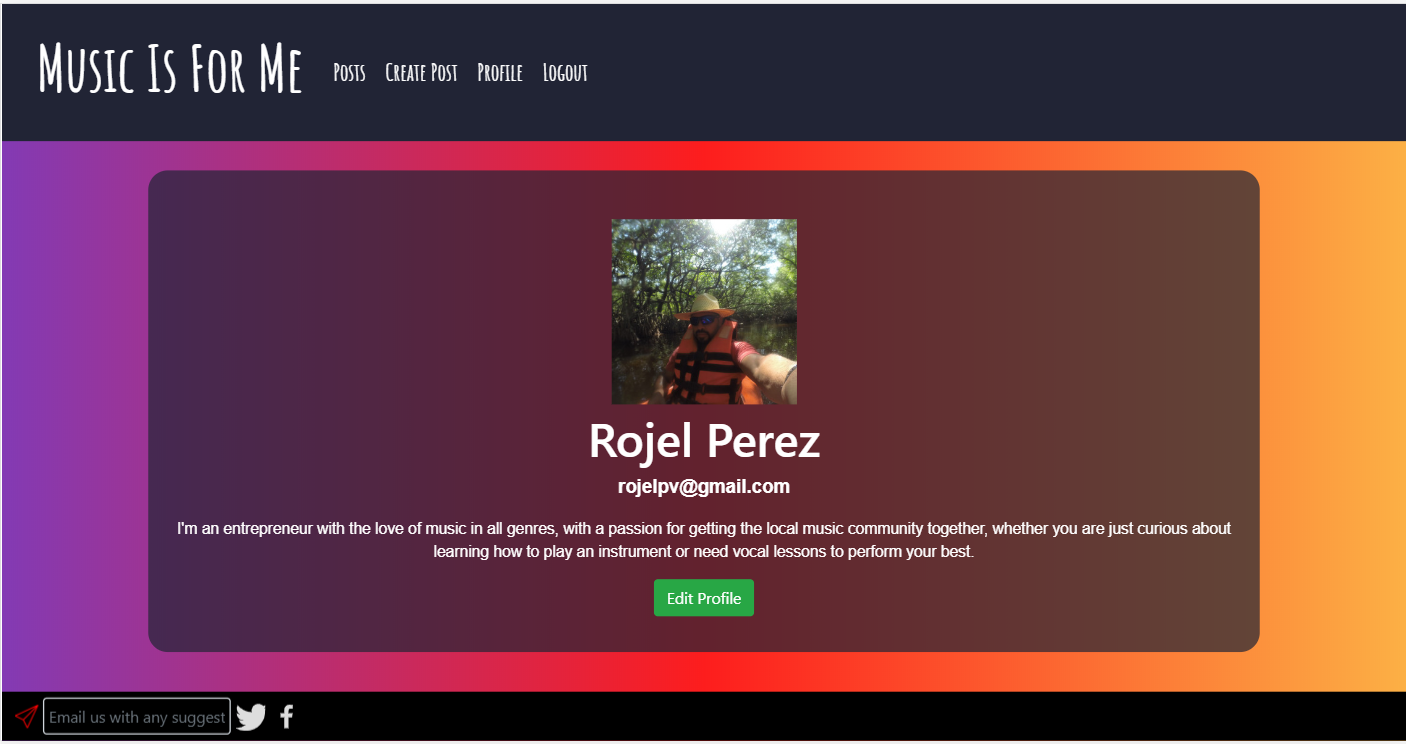 Music Is For Me
Posts Create Post Profile Logout
Rojel Perez
rojelpv@gmail.com
I'm an entrepreneur with the love of music in all genres, with a passion for getting the local music community together, whether you are just curious about
learning how to play an instrument or need vocal lessons to perform your best.
Edit Profile
Email us with any suggest